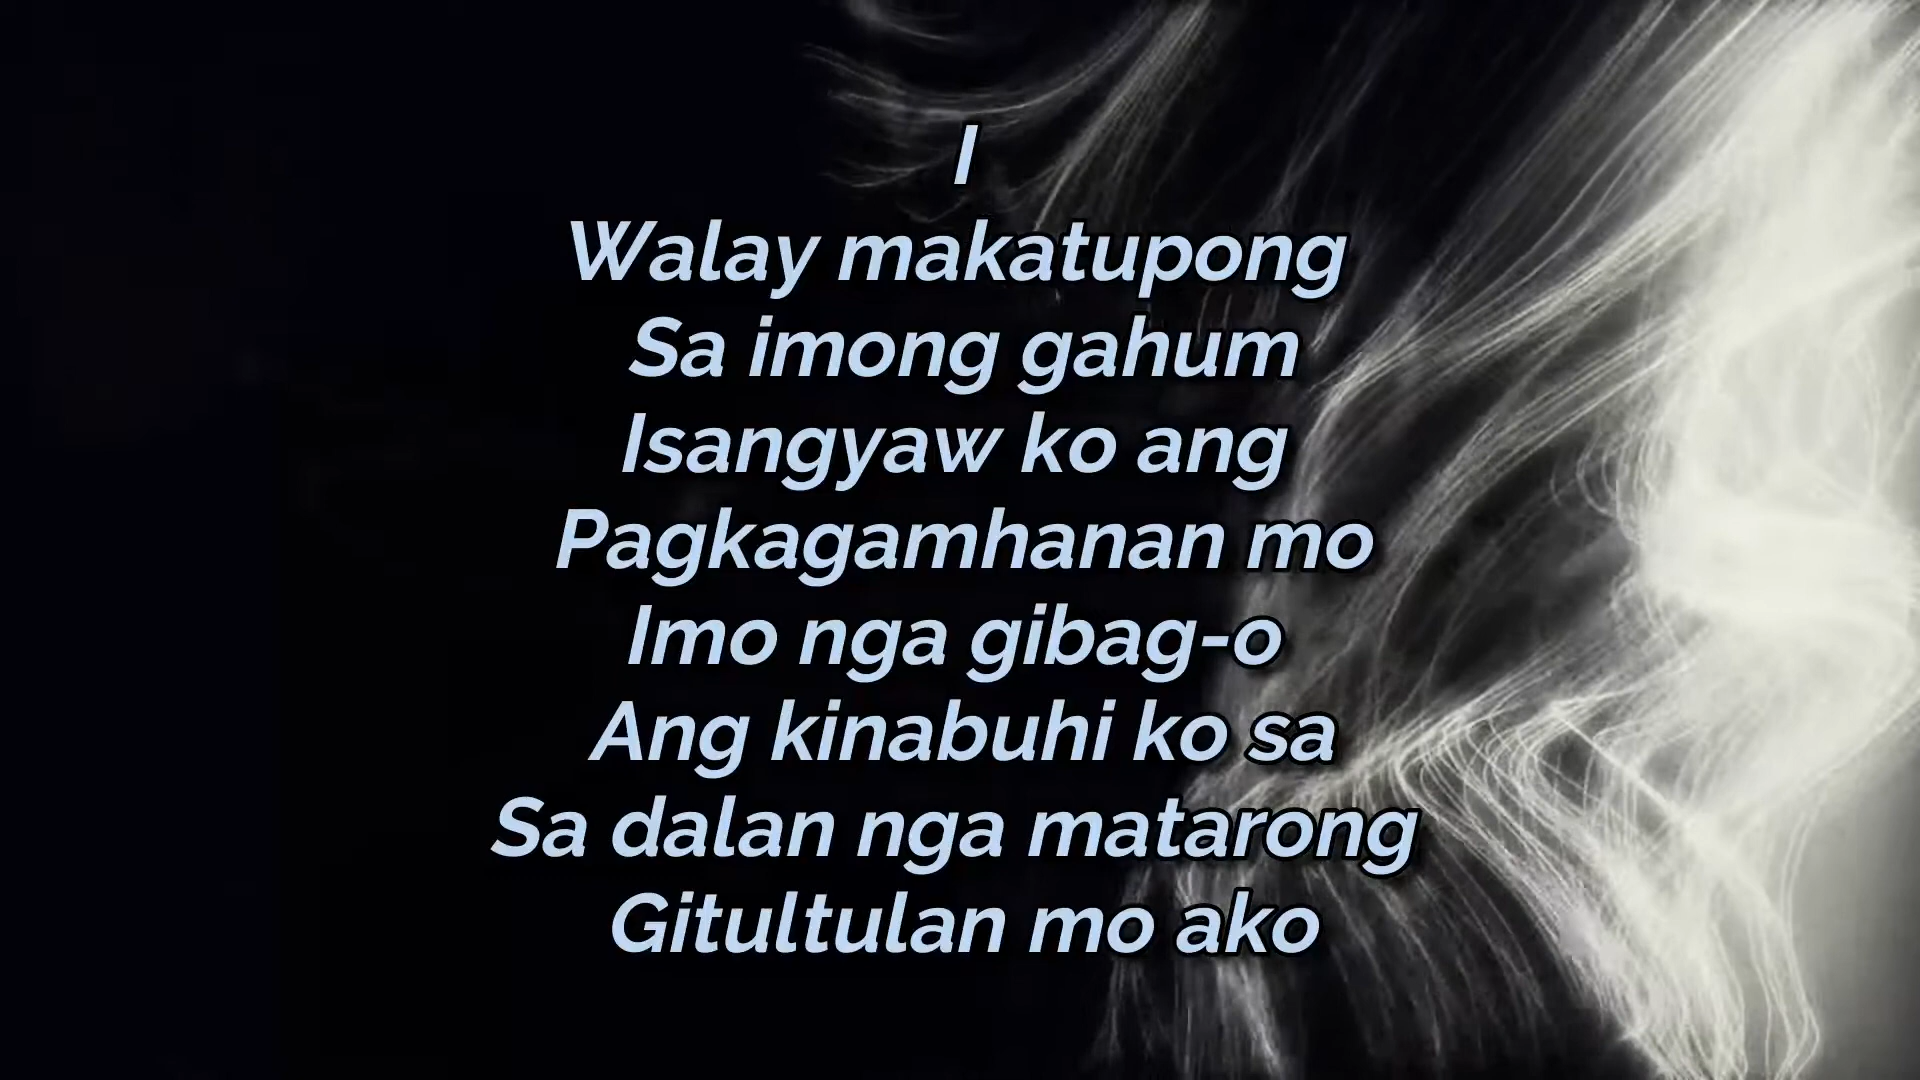 I
Walay makatupong
Sa imong gahum
Isangyaw ko ang
Pagkagamhanan mo
Imo nga gibag-o
Ang kinabuhi ko sa
Sa dalan nga matarong
Gitultulan mo ako